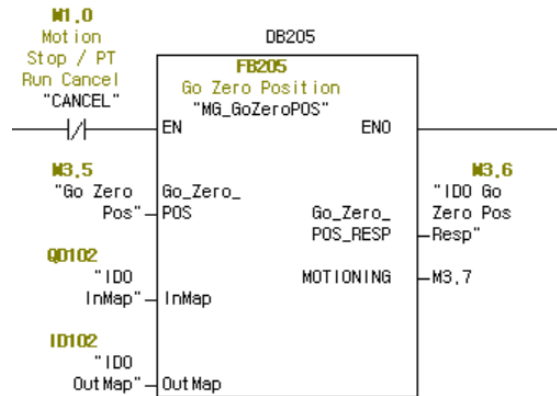 M1.0
Motion
Stop / PT
Run Cancel
"CANCEL"
DB205
FB205
Go Zero Position
"MG_GoZeroPOS"
EN
ENO
M3.5
"Go Zero
Pos"
Go_Zero_
POS
Go_Zero_
POS_RESP
M3.6
"IDO Go
Zero Pos
Resp"
MOTIONING
M3.7
QD102
"IDO
InMap"
InMap
ID102
"IDO
OutMap"
OutMap